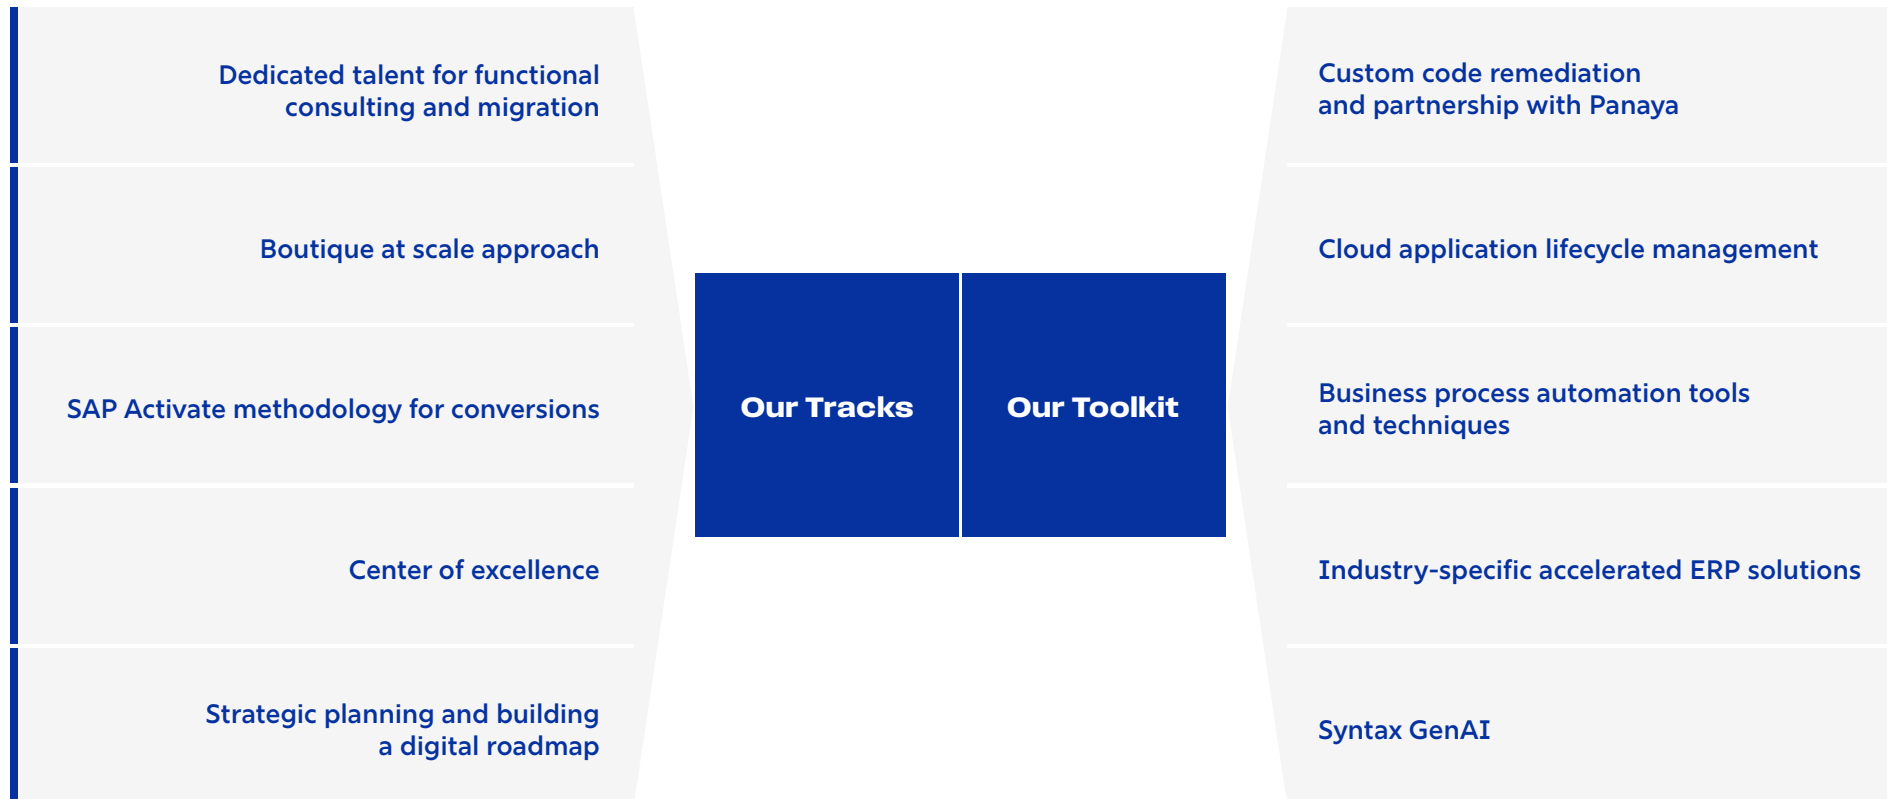 Dedicated talent for functional
consulting and migration
Boutique at scale approach
SAP Activate methodology for conversions
Center of excellence
Strategic planning and building
a digital roadmap
Our Tracks
Our Toolkit
Custom code remediation
and partnership with Panaya
Cloud application lifecycle management
Business process automation tools
and techniques
Industry-specific accelerated ERP solutions
Syntax GenAI